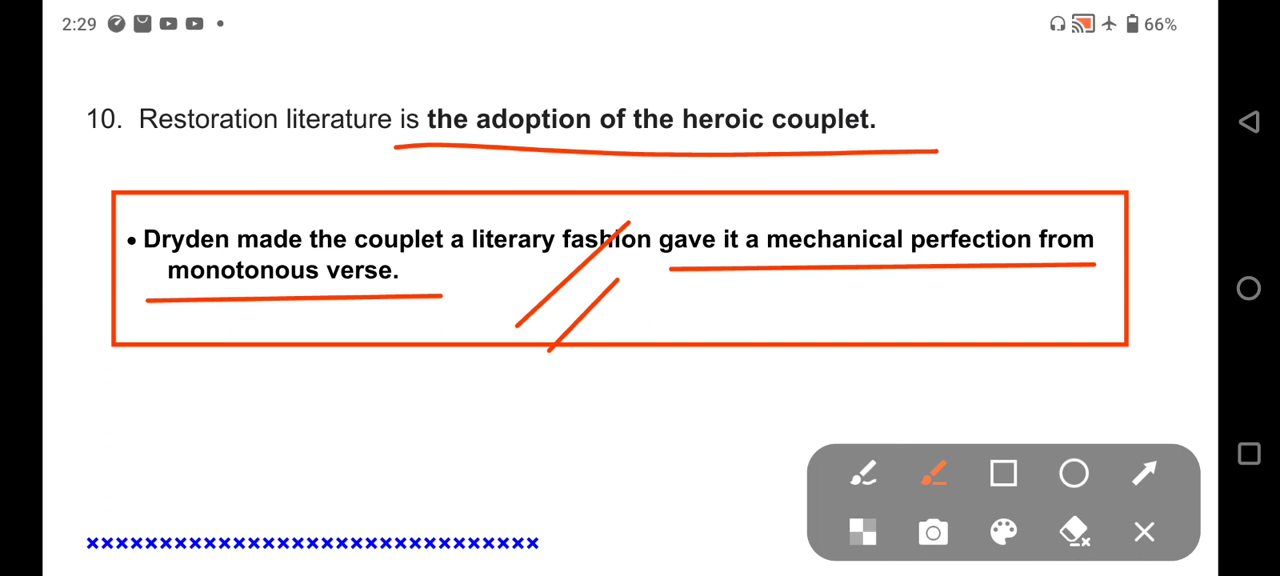 2:29
66%
10. Restoration literature is the adoption of the heroic couplet.
• Dryden made the couplet a literary fashion gave it a mechanical perfection from
monotonous verse.
×××××××××××××××××××××××××××××××